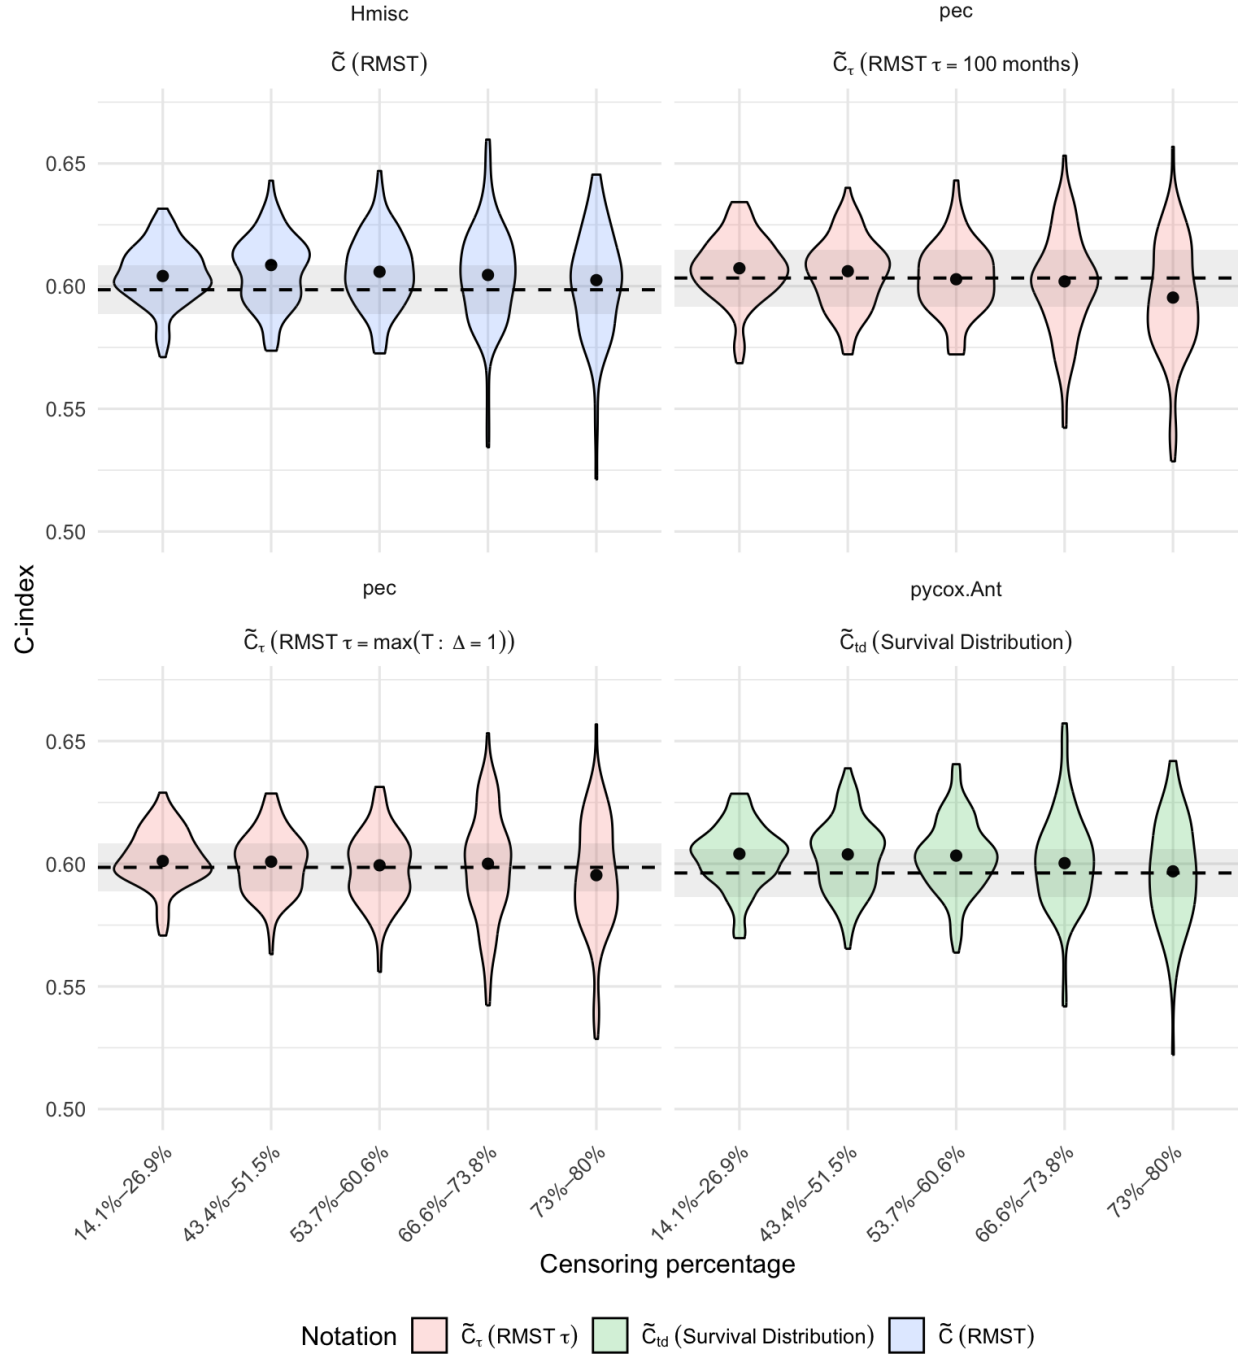 Hmisc
C̃ (RMST)
pec
C̃τ (RMST τ = 100 months)
0.65
0.60
0.55
0.50
C-index
pec
C̃τ (RMST τ = max(T : Δ = 1))
pycox.Ant
C̃td (Survival Distribution)
0.65
0.60
0.55
0.50
14.1%–26.9%
43.4%–51.5%
53.7%–60.6%
66.6%–73.8%
73%–80%
14.1%–26.9%
43.4%–51.5%
53.7%–60.6%
66.6%–73.8%
73%–80%
Censoring percentage
Notation C̃τ (RMST τ) C̃td (Survival Distribution) C̃ (RMST)